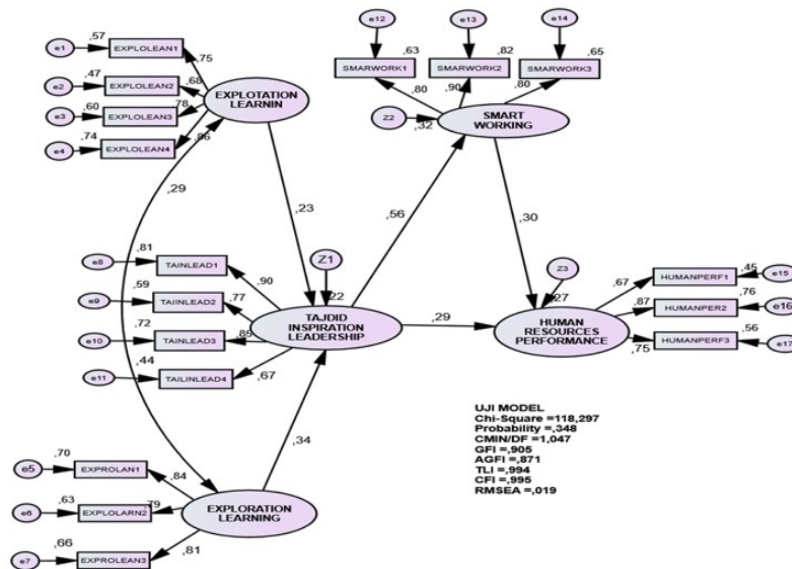 e1
,57
EXPLOLEAN1
,75
e2
,47
EXPLOLEAN2
,68
e3
,60
EXPLOLEAN3
,78
e4
,74
EXPLOLEAN4
,86
EXPLOTATION
LEARNIN
e12
e13
e14
,63
SMARWORK1
,82
SMARWORK2
,65
SMARWORK3
,80
,90
,80
Z2
,32
SMART
WORKING
,29
,23
,56
,30
e8
,81
TAINLEAD1
,90
e9
,59
TAIINLEAD2
,77
e10
,72
TAINLEAD3
,85
e11
,44
TAILINLEAD4
,67
Z1
,22
TAJDID
INSPIRATION
LEADERSHIP
,29
Z3
,27
HUMAN
RESOURCES
PERFORMANCE
,67
HUMANPERF1
,45
e15
,87
HUMANPER2
,76
e16
,75
HUMANPERF3
,56
e17
,34
e5
,70
EXPROLAN1
,84
e6
,63
EXPLOLARN2
,79
e7
,66
EXPROLEAN3
,81
EXPLORATION
LEARNING
UJI MODEL
Chi-Square =118,297
Probability =,348
CMIN/DF =1,047
GFI =,905
AGFI =,871
TLI =,994
CFI =,995
RMSEA =,019